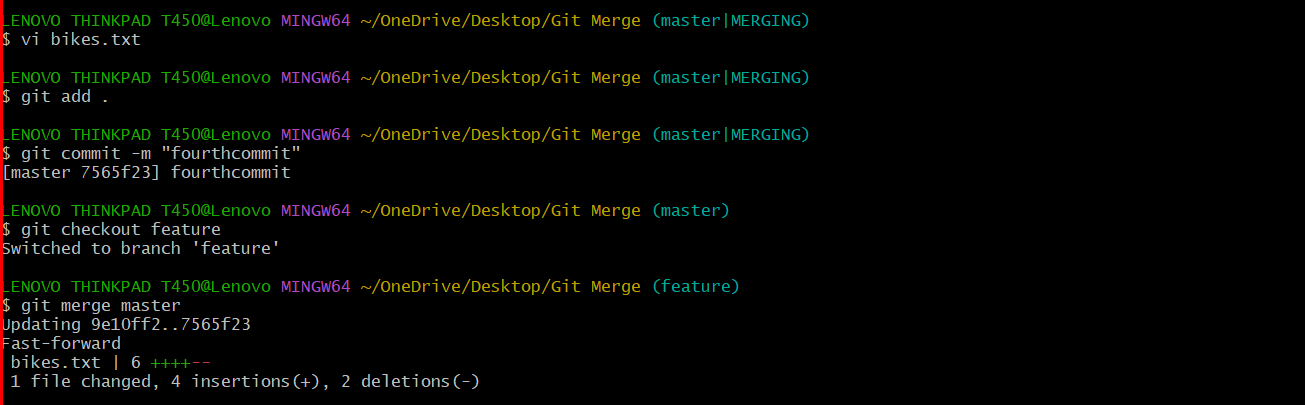 LENOVO THINKPAD T450@Lenovo MINGW64 ~/OneDrive/Desktop/Git Merge (master|MERGING)
$ vi bikes.txt
LENOVO THINKPAD T450@Lenovo MINGW64 ~/OneDrive/Desktop/Git Merge (master|MERGING)
$ git add .
LENOVO THINKPAD T450@Lenovo MINGW64 ~/OneDrive/Desktop/Git Merge (master|MERGING)
$ git commit -m "fourthcommit"
[master 7565f23] fourthcommit
LENOVO THINKPAD T450@Lenovo MINGW64 ~/OneDrive/Desktop/Git Merge (master)
$ git checkout feature
Switched to branch 'feature'
LENOVO THINKPAD T450@Lenovo MINGW64 ~/OneDrive/Desktop/Git Merge (feature)
$ git merge master
Updating 9e10ff2..7565f23
Fast-forward
bikes.txt | 6 ++++--
1 file changed, 4 insertions(+), 2 deletions(-)